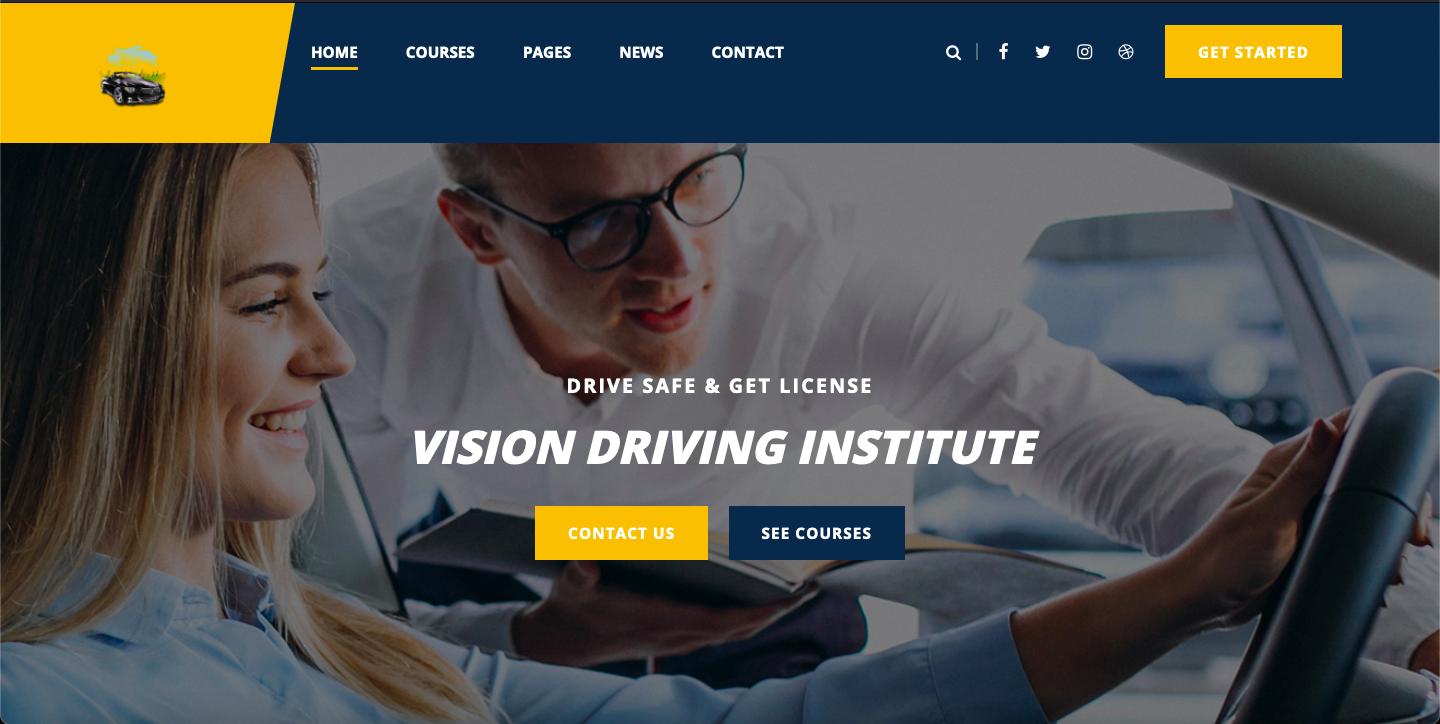 HOME COURSES PAGES NEWS CONTACT GET STARTED
DRIVE SAFE & GET LICENSE
VISION DRIVING INSTITUTE
CONTACT US SEE COURSES